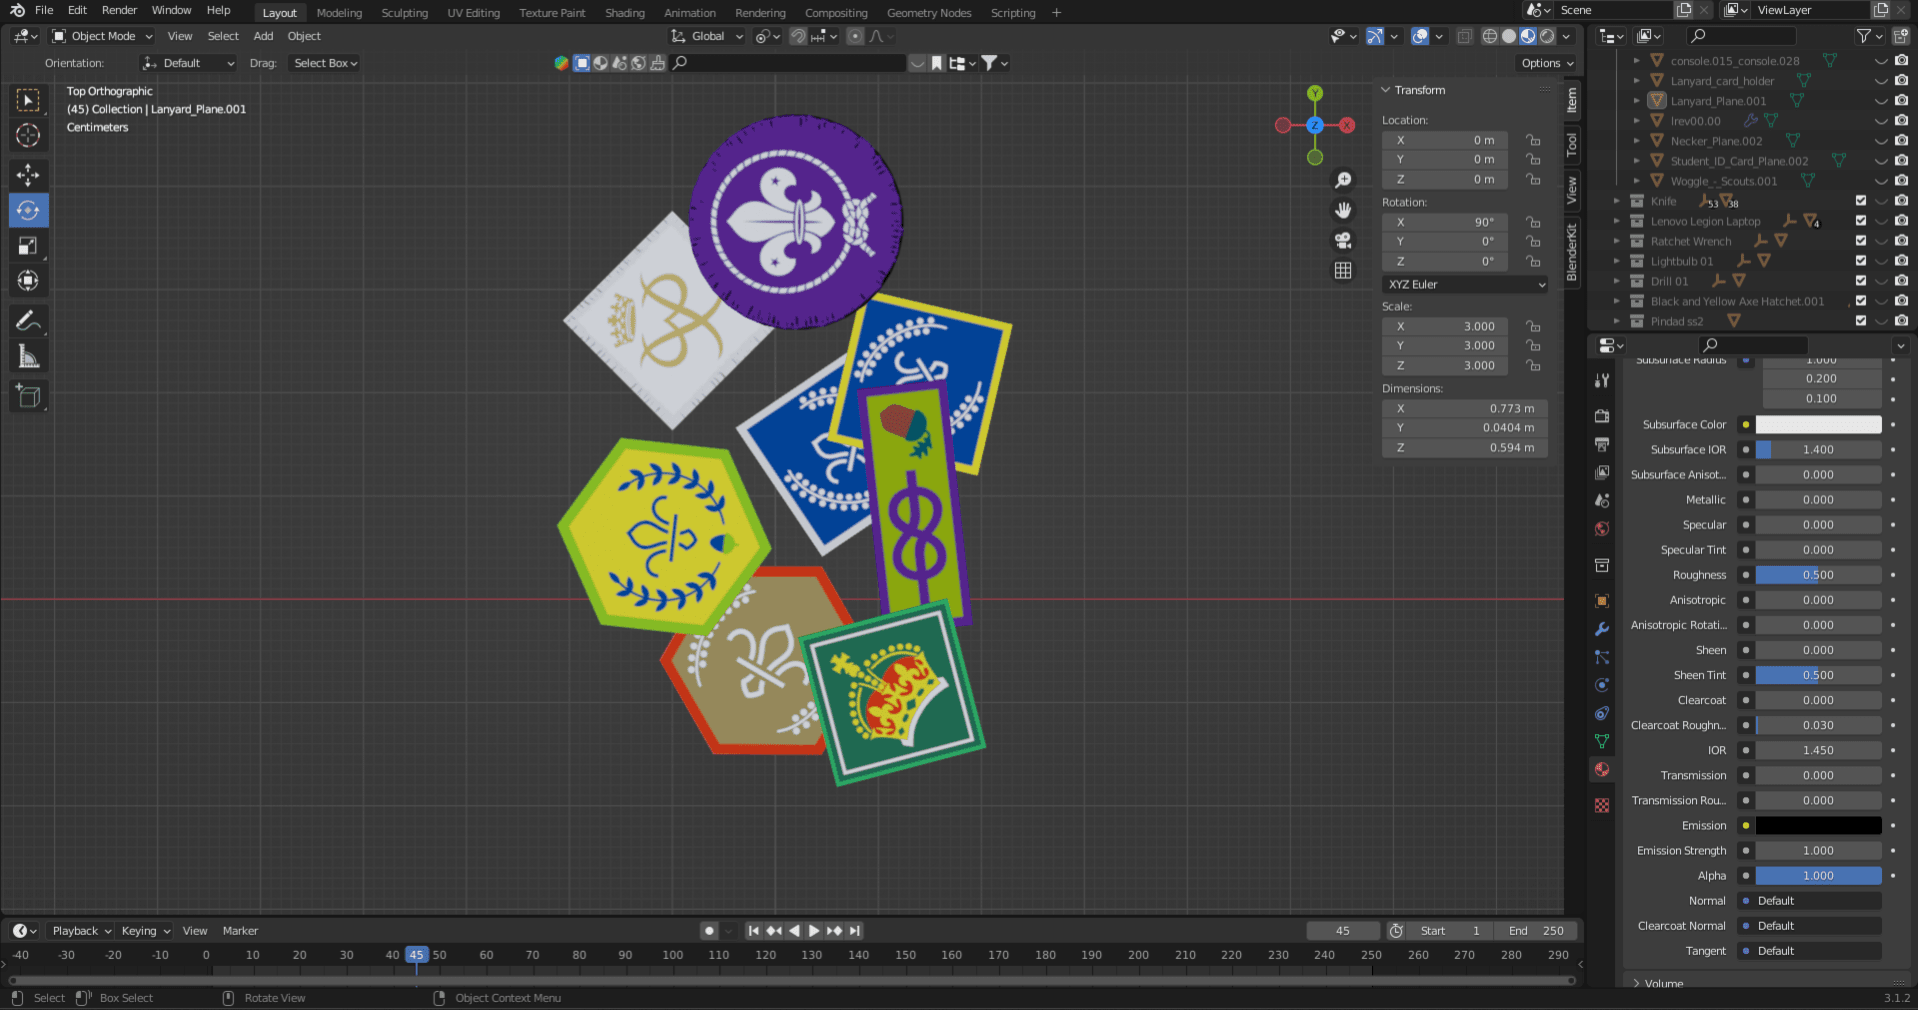 File Edit Render Window Help Layout Modeling Sculpting UV Editing Texture Paint Shading Animation Rendering Compositing Geometry Nodes Scripting + Scene ViewLayer
Object Mode View Select Add Object Global
Orientation: Default Drag: Select Box Options
Top Orthographic
(45) Collection | Lanyard_Plane.001
Centimeters
Y
X
Z
Transform
Location:
X 0 m
Y 0 m
Z 0 m
Rotation:
X 90°
Y 0°
Z 0°
XYZ Euler
Scale:
X 3.000
Y 3.000
Z 3.000
Dimensions:
X 0.773 m
Y 0.0404 m
Z 0.594 m
Item
Tool
View
BlenderKit
console.015_console.028
Lanyard_card_holder
Lanyard_Plane.001
lrev00.00
Necker_Plane.002
Student_ID_Card_Plane.002
Woggle_-_Scouts.001
Knife 53 38
Lenovo Legion Laptop 4
Ratchet Wrench
Lightbulb 01
Drill 01
Black and Yellow Axe Hatchet.001
Pindad ss2
Subsurface Radius 1.000
0.200
0.100
Subsurface Color
Subsurface IOR 1.400
Subsurface Anisot... 0.000
Metallic 0.000
Specular 0.000
Specular Tint 0.000
Roughness 0.500
Anisotropic 0.000
Anisotropic Rotati... 0.000
Sheen 0.000
Sheen Tint 0.500
Clearcoat 0.000
Clearcoat Roughn... 0.030
IOR 1.450
Transmission 0.000
Transmission Rou... 0.000
Emission
Emission Strength 1.000
Alpha 1.000
Normal Default
Clearcoat Normal Default
Tangent Default
Volume
Playback Keying View Marker 45 Start 1 End 250
-40 -30 -20 -10 0 10 20 30 40 45 50 60 70 80 90 100 110 120 130 140 150 160 170 180 190 200 210 220 230 240 250 260 270 280 290
Select Box Select Rotate View Object Context Menu 3.1.2